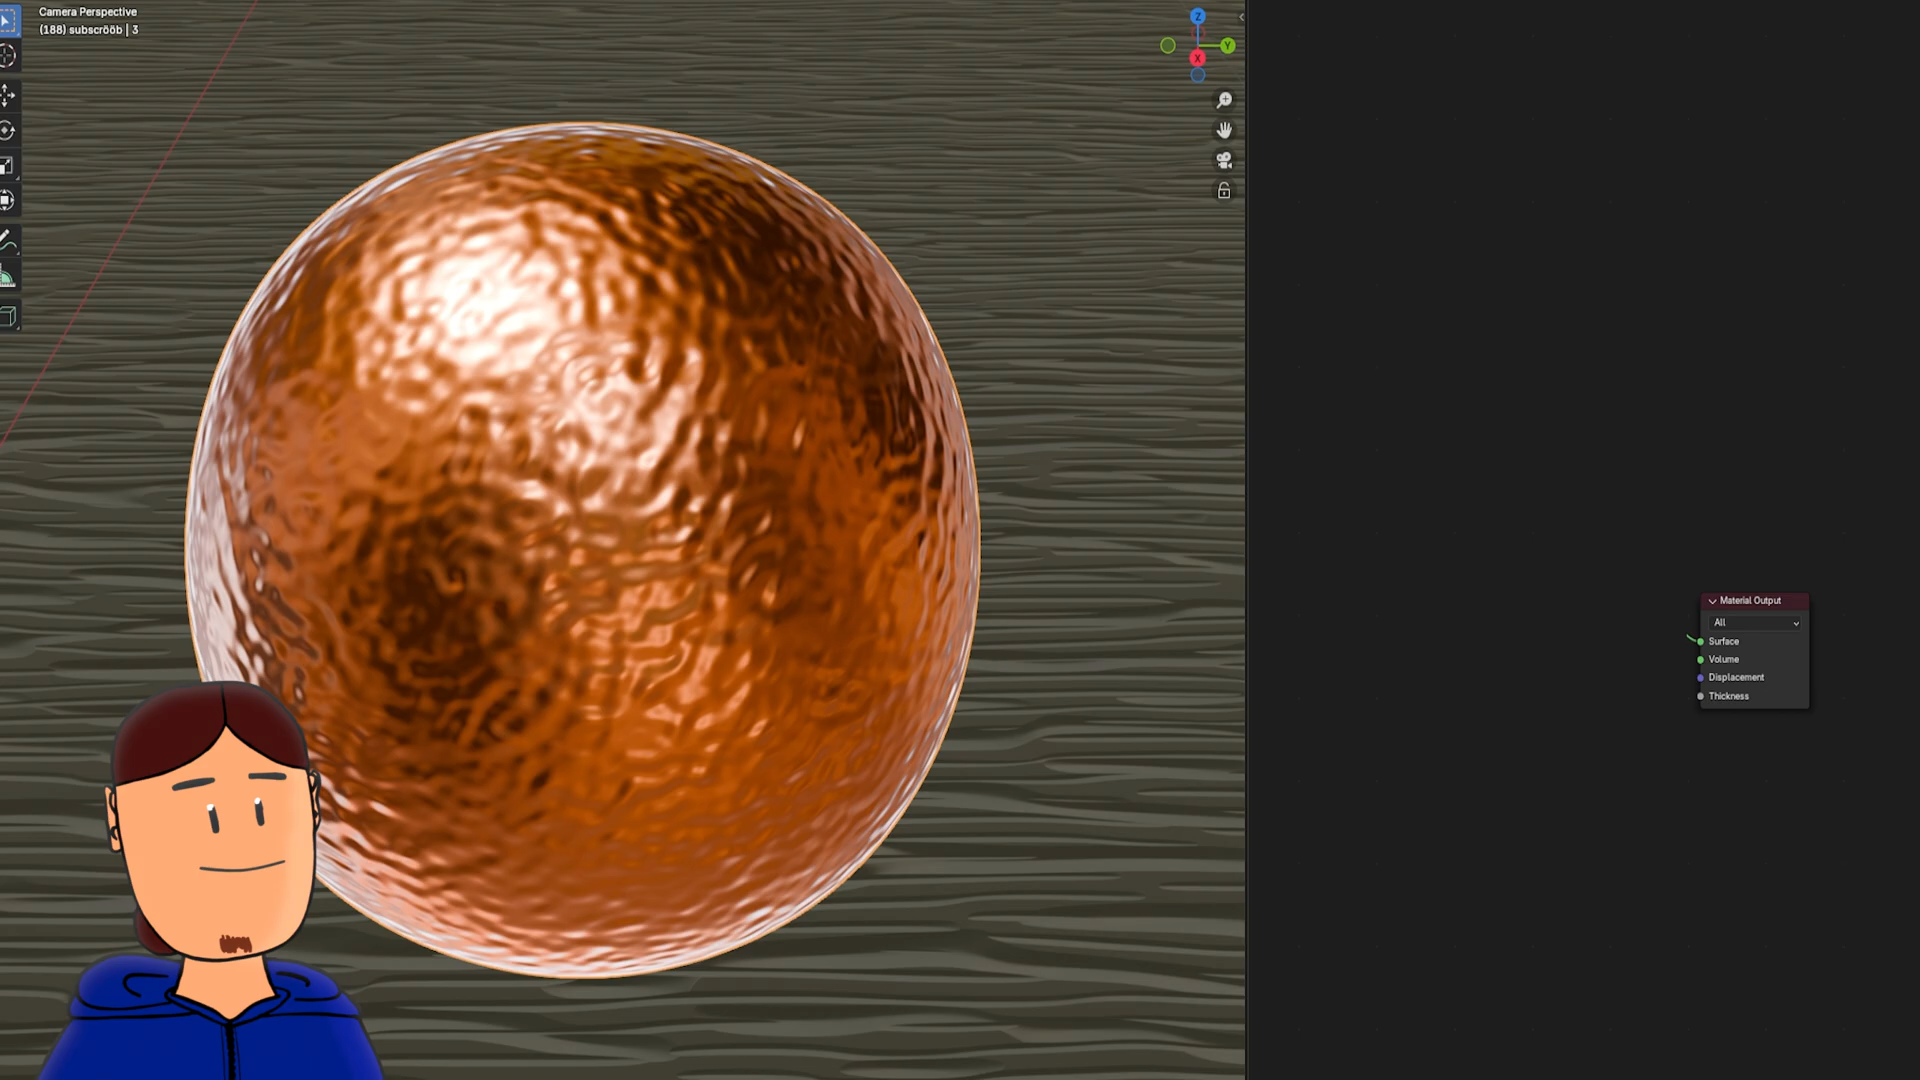 Camera Perspective
(188) subscrööb | 3
Z
Y
X
Material Output
All
Surface
Volume
Displacement
Thickness